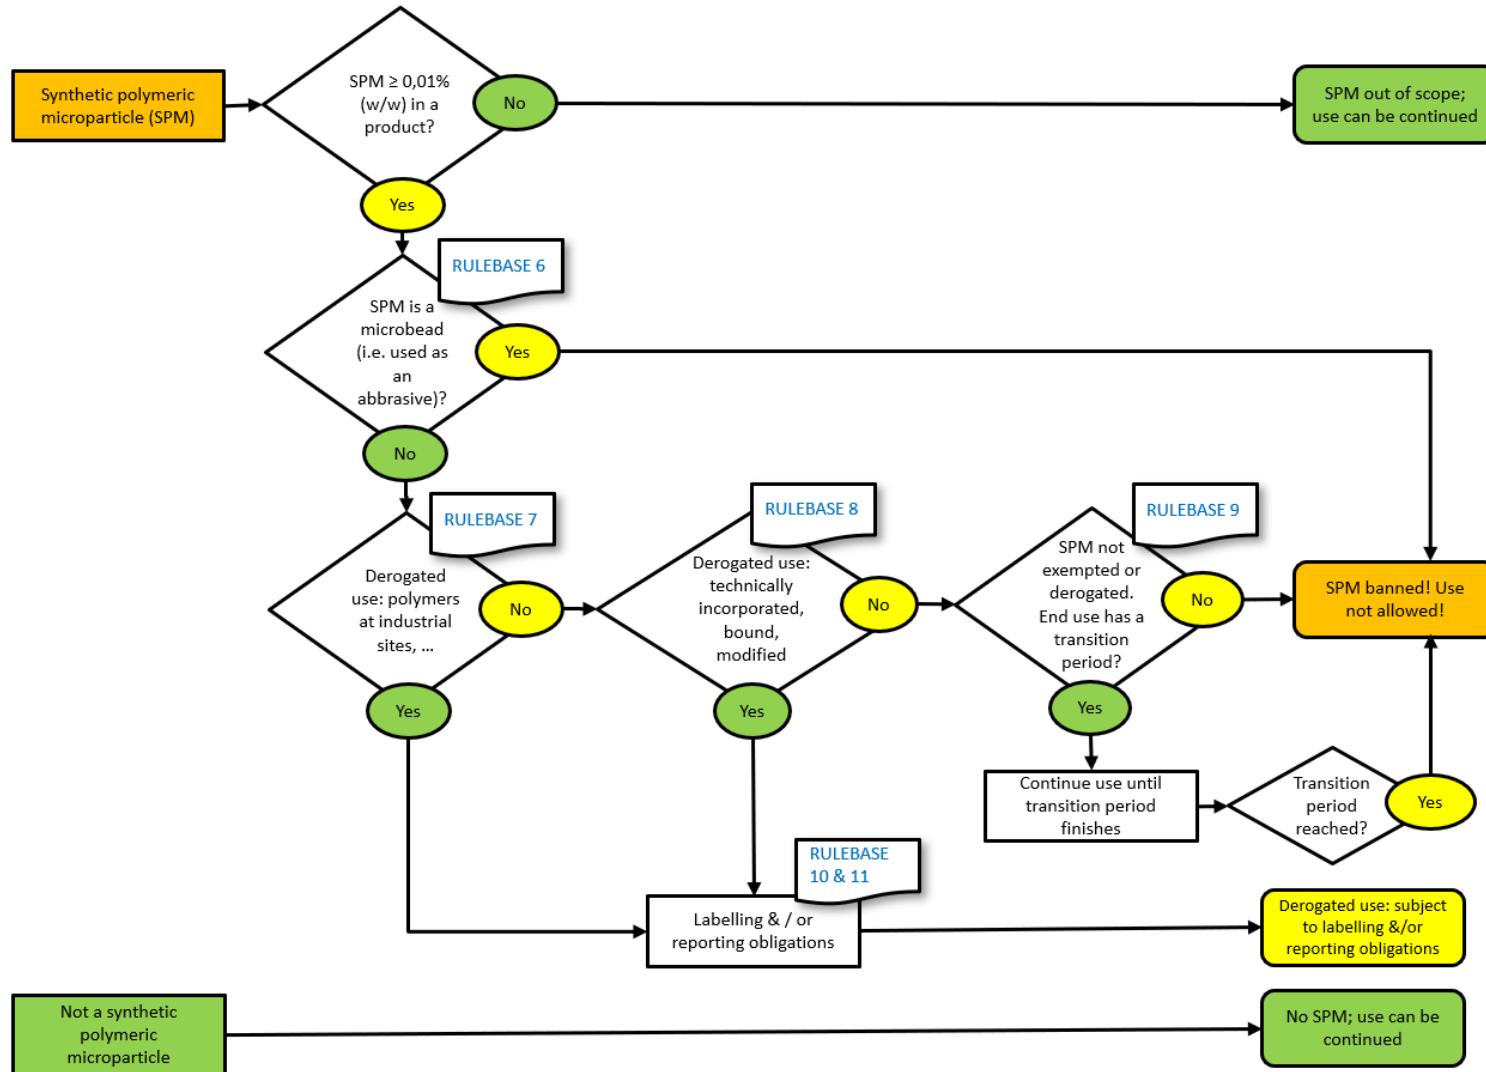 Synthetic polymeric
microparticle (SPM)
SPM ≥ 0,01%
(w/w) in a
product?
No
SPM out of scope;
use can be continued
Yes
RULEBASE 6
SPM is a
microbead
(i.e. used as
an
abbrasive)?
Yes
No
RULEBASE 7
Derogated
use: polymers
at industrial
sites, ...
No
Yes
RULEBASE 8
Derogated use:
technically
incorporated,
bound,
modified
No
Yes
RULEBASE 9
SPM not
exempted or
derogated.
End use has a
transition
period?
No
Yes
SPM banned! Use
not allowed!
Continue use until
transition period
finishes
Transition
period
reached?
Yes
RULEBASE
10 & 11
Labelling & / or
reporting obligations
Derogated use: subject
to labelling &/or
reporting obligations
Not a synthetic
polymeric
microparticle
No SPM; use can be
continued